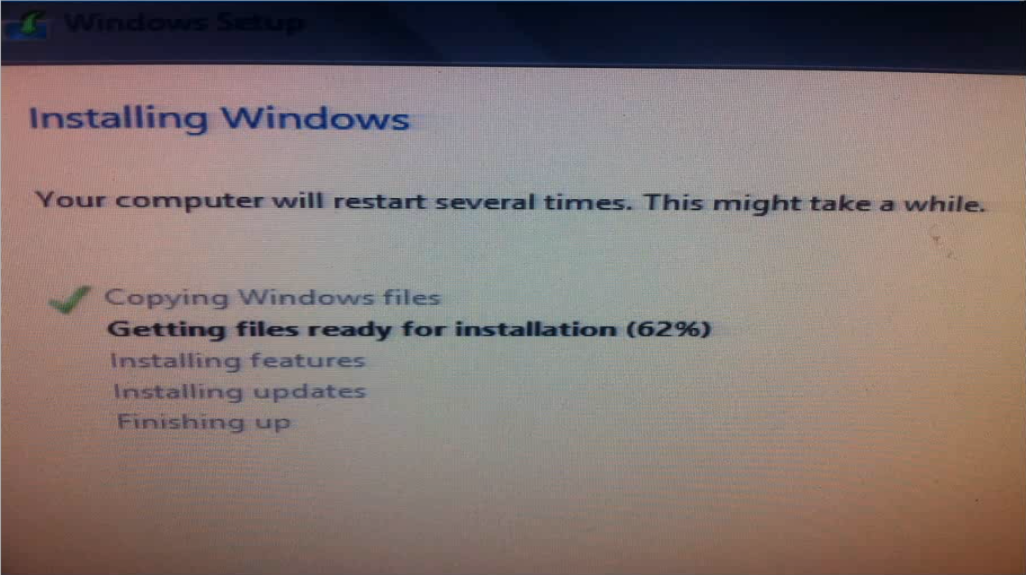 Windows Setup
Installing Windows
Your computer will restart several times. This might take a while.
Copying Windows files
Getting files ready for installation (62%)
Installing features
Installing updates
Finishing up